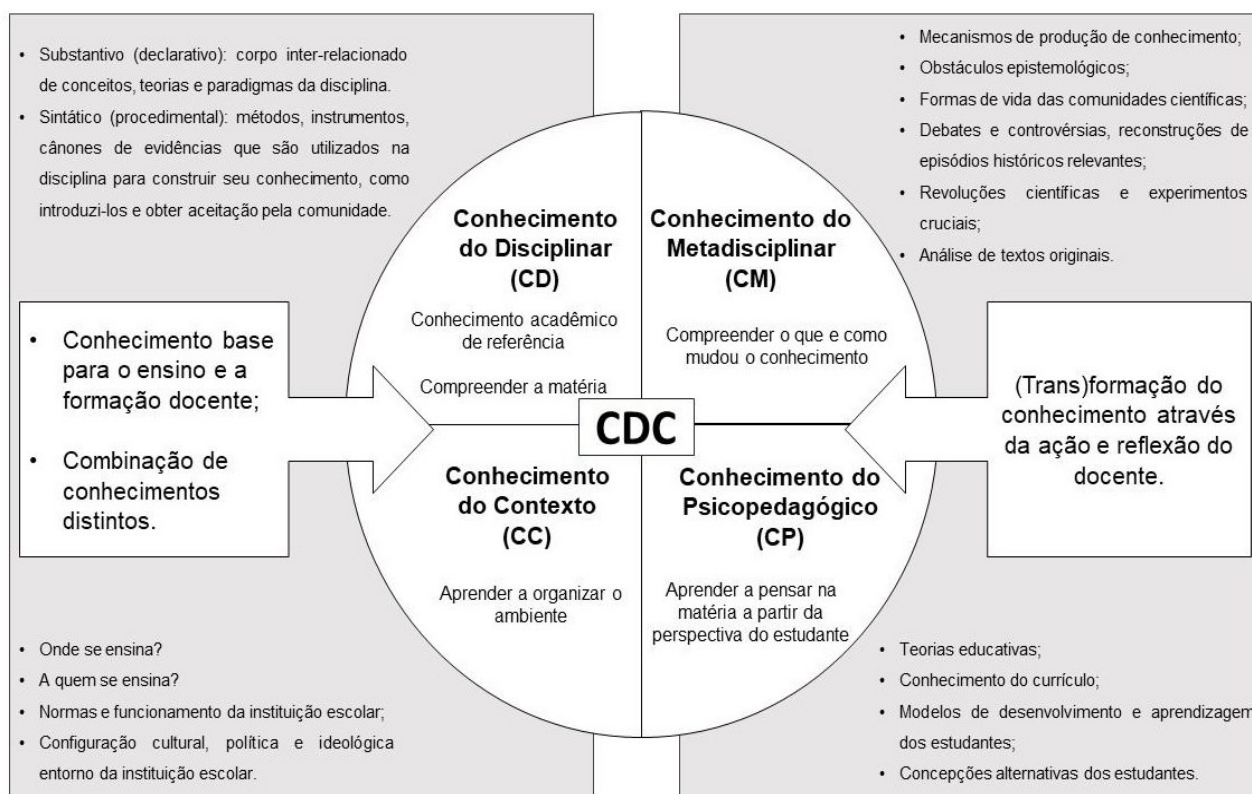 • Substantivo (declarativo): corpo inter-relacionado
de conceitos, teorias e paradigmas da disciplina.
• Sintático (procedimental): métodos, instrumentos,
cânones de evidências que são utilizados na
disciplina para construir seu conhecimento, como
introduzi-los e obter aceitação pela comunidade.
• Mecanismos de produção de conhecimento;
• Obstáculos epistemológicos;
• Formas de vida das comunidades científicas;
• Debates e controvérsias, reconstruções de
episódios históricos relevantes;
• Revoluções científicas e experimentos
cruciais;
• Análise de textos originais.
Conhecimento
do Disciplinar
(CD)
Conhecimento acadêmico
de referência
Compreender a matéria
Conhecimento do
Metadisciplinar
(CM)
Compreender o que e como
mudou o conhecimento
• Conhecimento base
para o ensino e a
formação docente;
• Combinação de
conhecimentos
distintos.
CDC
(Trans)formação do
conhecimento através
da ação e reflexão do
docente.
Conhecimento
do Contexto
(CC)
Aprender a organizar o
ambiente
Conhecimento do
Psicopedagógico
(CP)
Aprender a pensar na
matéria a partir da
perspectiva do estudante
• Onde se ensina?
• A quem se ensina?
• Normas e funcionamento da instituição escolar;
• Configuração cultural, política e ideológica
entorno da instituição escolar.
• Teorias educativas;
• Conhecimento do currículo;
• Modelos de desenvolvimento e aprendizagem
dos estudantes;
• Concepções alternativas dos estudantes.